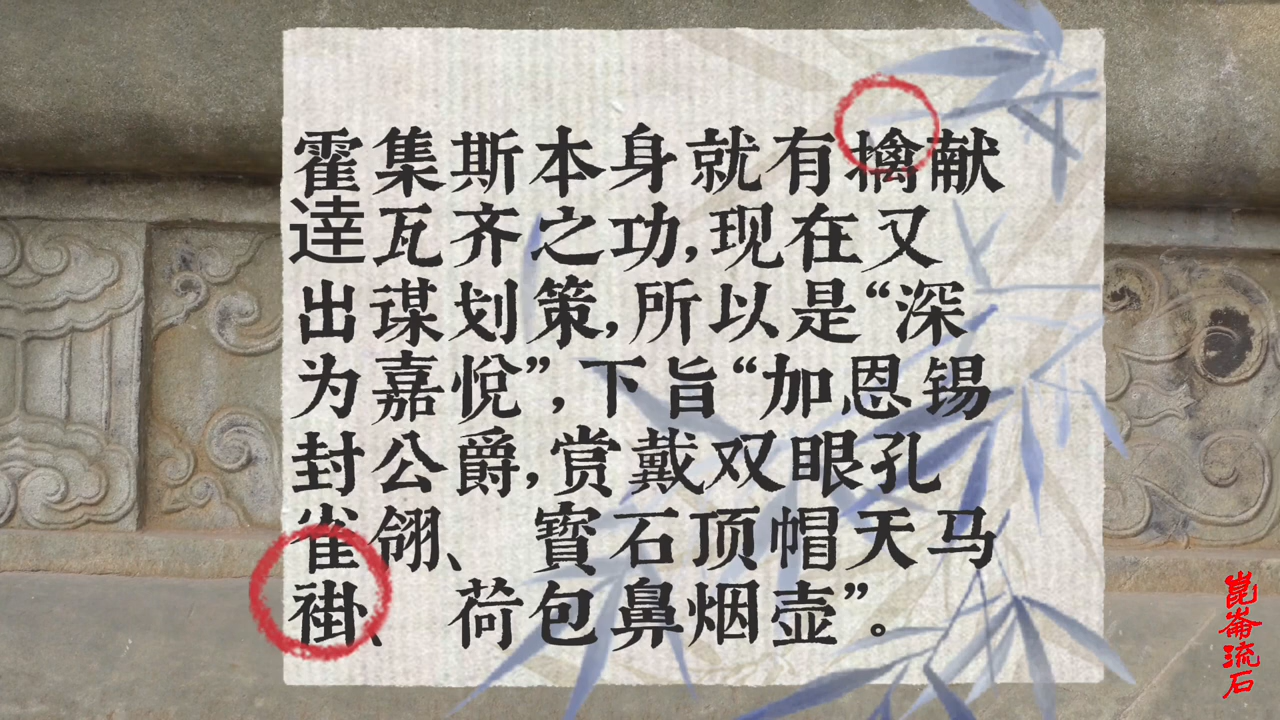 霍集斯本身就有擒献
逹瓦齐之功,现在又
出谋划策,所以是“深
为嘉悦”,下旨“加恩锡
封公爵,赏戴双眼孔
雀翎、寳石顶帽天马
褂、荷包鼻烟壶”。
崑崙流石